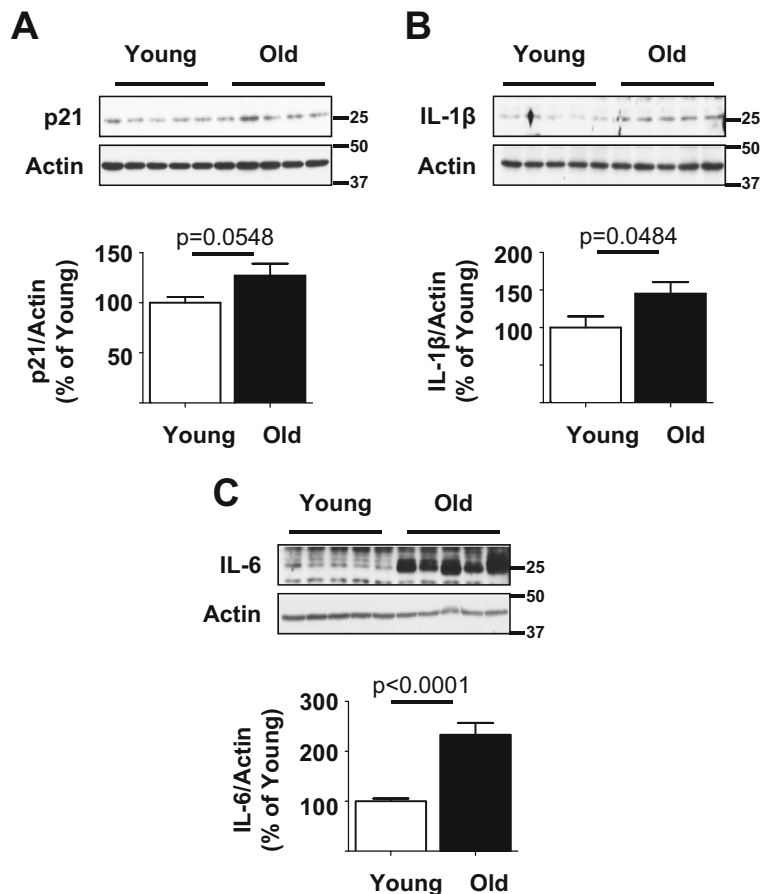 A
Young Old
p21
25
Actin
50
37
p=0.0548
p21/Actin
(% of Young)
150
100
50
Young Old
B
Young Old
IL-1β
25
Actin
50
37
p=0.0484
IL-1β/Actin
(% of Young)
200
150
100
Young Old
C
Young Old
IL-6
25
Actin
50
37
p<0.0001
IL-6/Actin
(% of Young)
300
200
100
Young Old